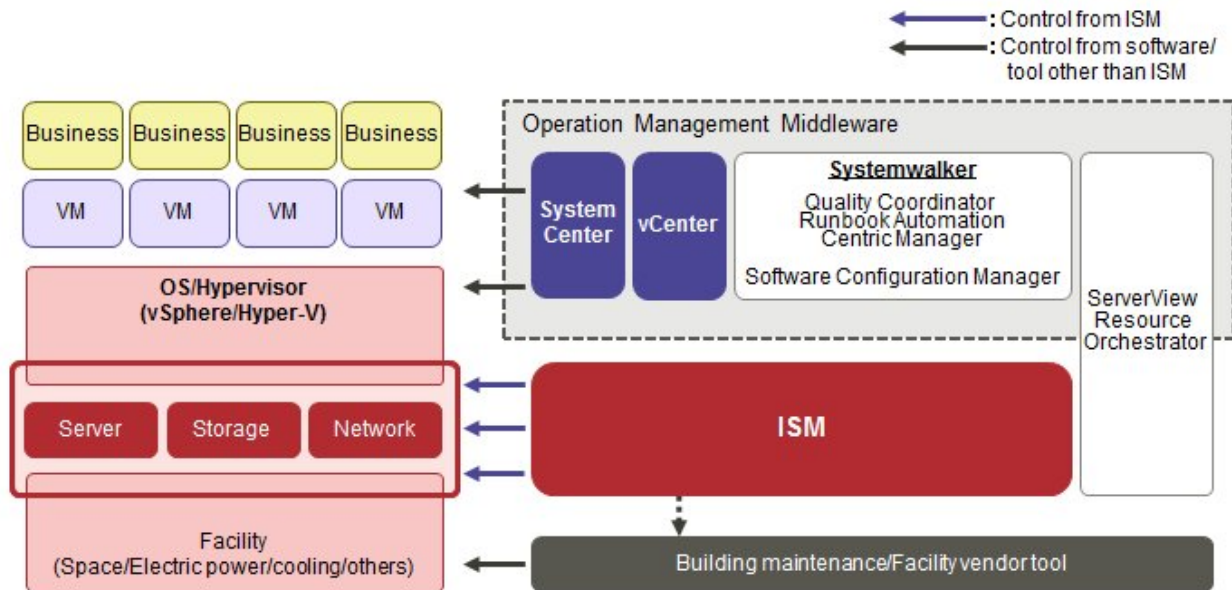 : Control from ISM
: Control from software/
tool other than ISM
Business
Business
Business
Business
VM
VM
VM
VM
OS/Hypervisor
(vSphere/Hyper-V)
Server
Storage
Network
Facility
(Space/Electric power/cooling/others)
Operation Management Middleware
System
Center
vCenter
Systemwalker
Quality Coordinator
Runbook Automation
Centric Manager
Software Configuration Manager
ServerView
Resource
Orchestrator
ISM
Building maintenance/Facility vendor tool